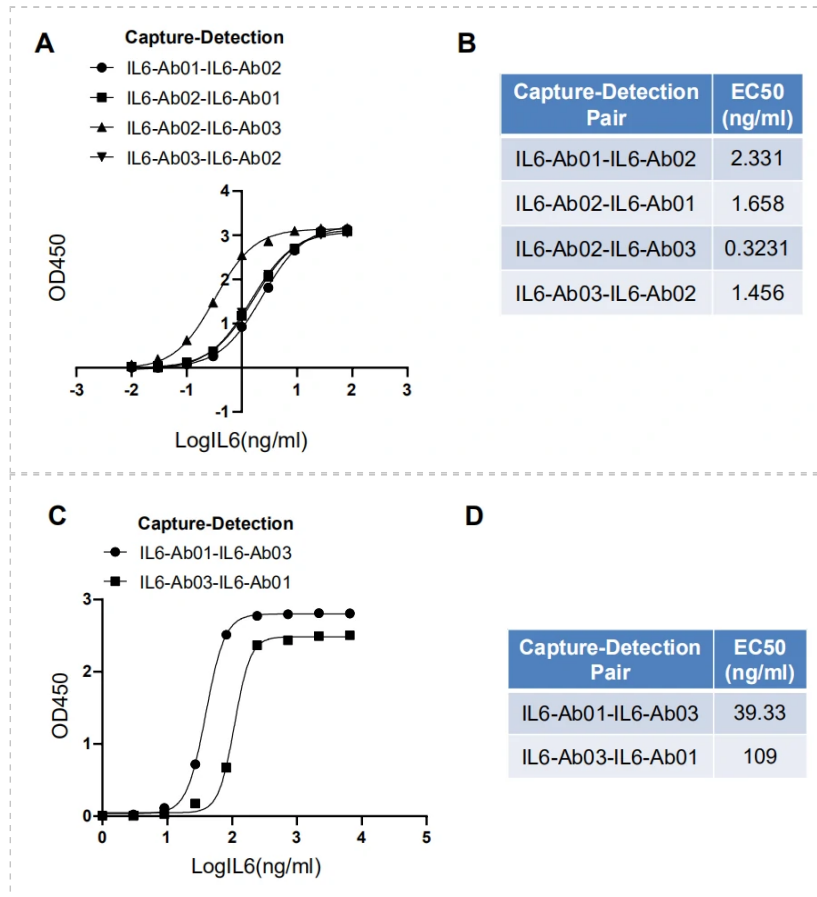 A
Capture-Detection
IL6-Ab01-IL6-Ab02
IL6-Ab02-IL6-Ab01
IL6-Ab02-IL6-Ab03
IL6-Ab03-IL6-Ab02
4
3
2
1
-1
OD450
-3 -2 -1 1 2 3
LogIL6(ng/ml)
B
Capture-Detection EC50
Pair (ng/ml)
IL6-Ab01-IL6-Ab02 2.331
IL6-Ab02-IL6-Ab01 1.658
IL6-Ab02-IL6-Ab03 0.3231
IL6-Ab03-IL6-Ab02 1.456
C
Capture-Detection
IL6-Ab01-IL6-Ab03
IL6-Ab03-IL6-Ab01
3
2
1
0
OD450
0 1 2 3 4 5
LogIL6(ng/ml)
D
Capture-Detection EC50
Pair (ng/ml)
IL6-Ab01-IL6-Ab03 39.33
IL6-Ab03-IL6-Ab01 109